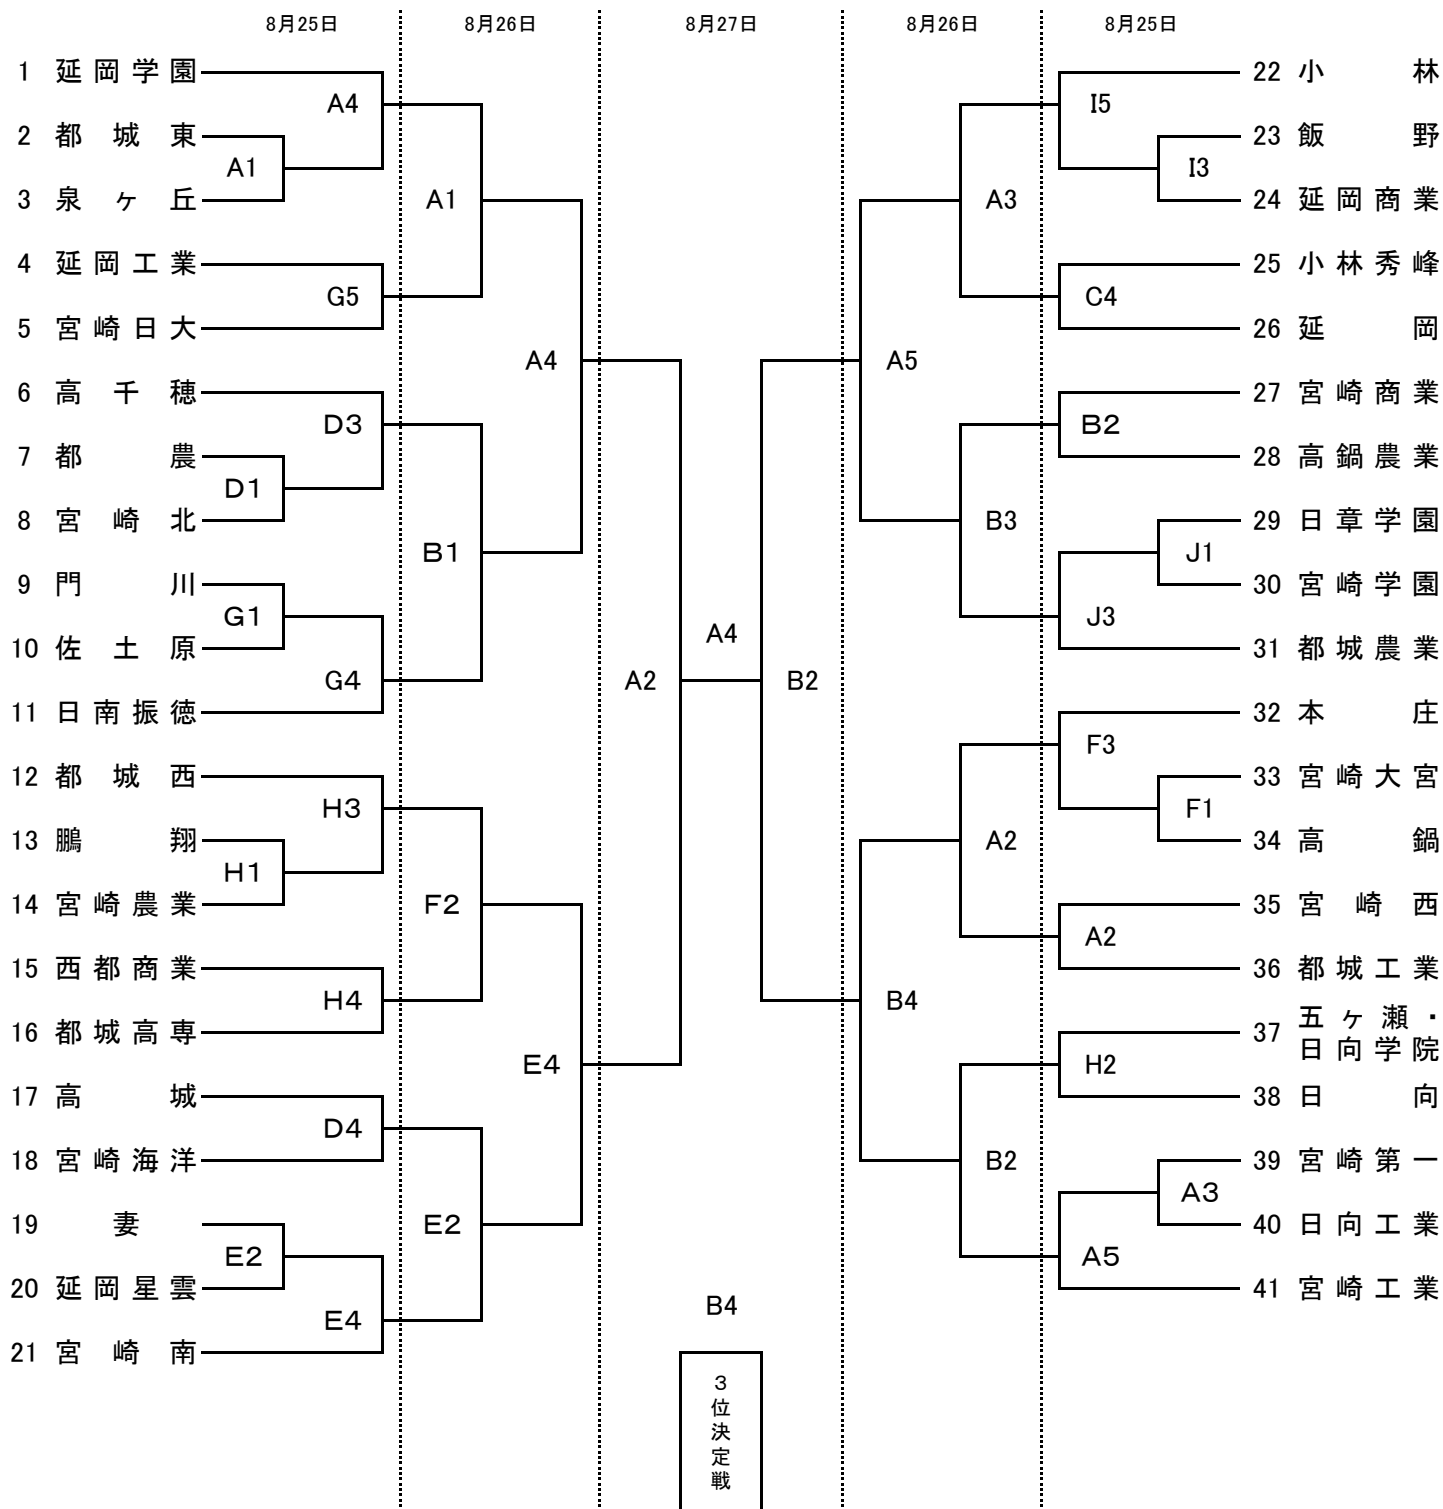 8月25日 8月26日 8月27日 8月26日 8月25日
1 延岡学園
2 都城東
3 泉ヶ丘
4 延岡工業
5 宮崎日大
6 高千穂
7 都農
8 宮崎北
9 門川
10 佐土原
11 日南振徳
12 都城西
13 鵬翔
14 宮崎農業
15 西都商業
16 都城高専
17 高城
18 宮崎海洋
19 妻
20 延岡星雲
21 宮崎南
A4
A1
G5
D3
D1
G1
G4
H3
H1
H4
D4
E2
E4
A1
B1
F2
E2
A4
E4
A2
A4
B2
B4
3位決定戦
A5
B4
A3
B3
A2
B2
I5
I3
C4
B2
J1
J3
F3
F1
A2
H2
A3
A5
22 小林
23 飯野
24 延岡商業
25 小林秀峰
26 延岡
27 宮崎商業
28 高鍋農業
29 日章学園
30 宮崎学園
31 都城農業
32 本庄
33 宮崎大宮
34 高鍋
35 宮崎西
36 都城工業
37 五ヶ瀬・
日向学院
38 日向
39 宮崎第一
40 日向工業
41 宮崎工業